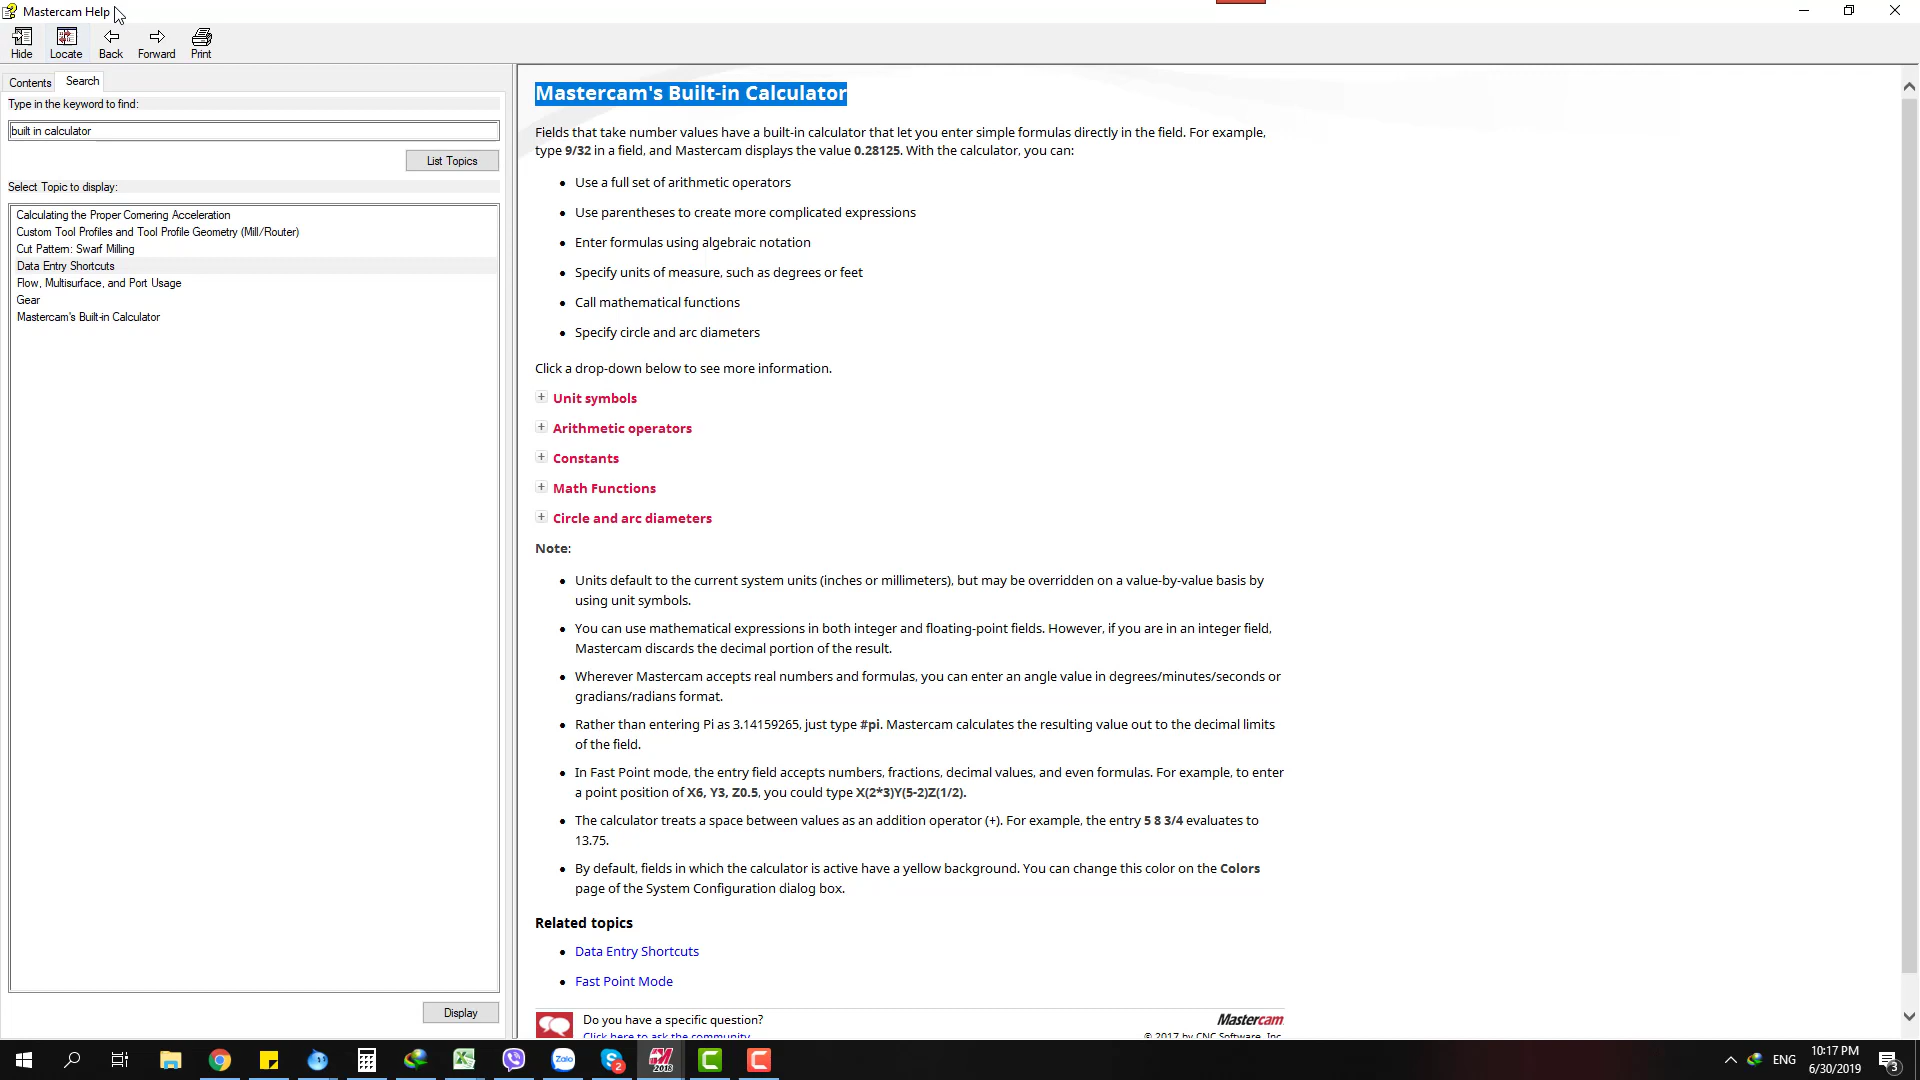 Mastercam Help
Hide
Locate
Back
Forward
Print
Contents
Search
Type in the keyword to find:
built in calculator
List Topics
Select Topic to display:
Calculating the Proper Cornering Acceleration
Custom Tool Profiles and Tool Profile Geometry (Mill/Router)
Cut Pattern: Swarf Milling
Data Entry Shortcuts
Flow, Multisurface, and Port Usage
Gear
Mastercam's Built-in Calculator
Display
Mastercam's Built-in Calculator
Fields that take number values have a built-in calculator that let you enter simple formulas directly in the field. For example,
type 9/32 in a field, and Mastercam displays the value 0.28125. With the calculator, you can:
• Use a full set of arithmetic operators
• Use parentheses to create more complicated expressions
• Enter formulas using algebraic notation
• Specify units of measure, such as degrees or feet
• Call mathematical functions
• Specify circle and arc diameters
Click a drop-down below to see more information.
Unit symbols
Arithmetic operators
Constants
Math Functions
Circle and arc diameters
Note:
• Units default to the current system units (inches or millimeters), but may be overridden on a value-by-value basis by
using unit symbols.
• You can use mathematical expressions in both integer and floating-point fields. However, if you are in an integer field,
Mastercam discards the decimal portion of the result.
• Wherever Mastercam accepts real numbers and formulas, you can enter an angle value in degrees/minutes/seconds or
gradians/radians format.
• Rather than entering Pi as 3.14159265, just type #pi. Mastercam calculates the resulting value out to the decimal limits
of the field.
• In Fast Point mode, the entry field accepts numbers, fractions, decimal values, and even formulas. For example, to enter
a point position of X6, Y3, Z0.5, you could type X(2*3)Y(5-2)Z(1/2).
• The calculator treats a space between values as an addition operator (+). For example, the entry 5 8 3/4 evaluates to
13.75.
• By default, fields in which the calculator is active have a yellow background. You can change this color on the Colors
page of the System Configuration dialog box.
Related topics
• Data Entry Shortcuts
• Fast Point Mode
Do you have a specific question?
Click here to ask the community.
Mastercam
© 2017 by CNC Software, Inc.
Zalo
2
2018
ENG
10:17 PM
6/30/2019
3